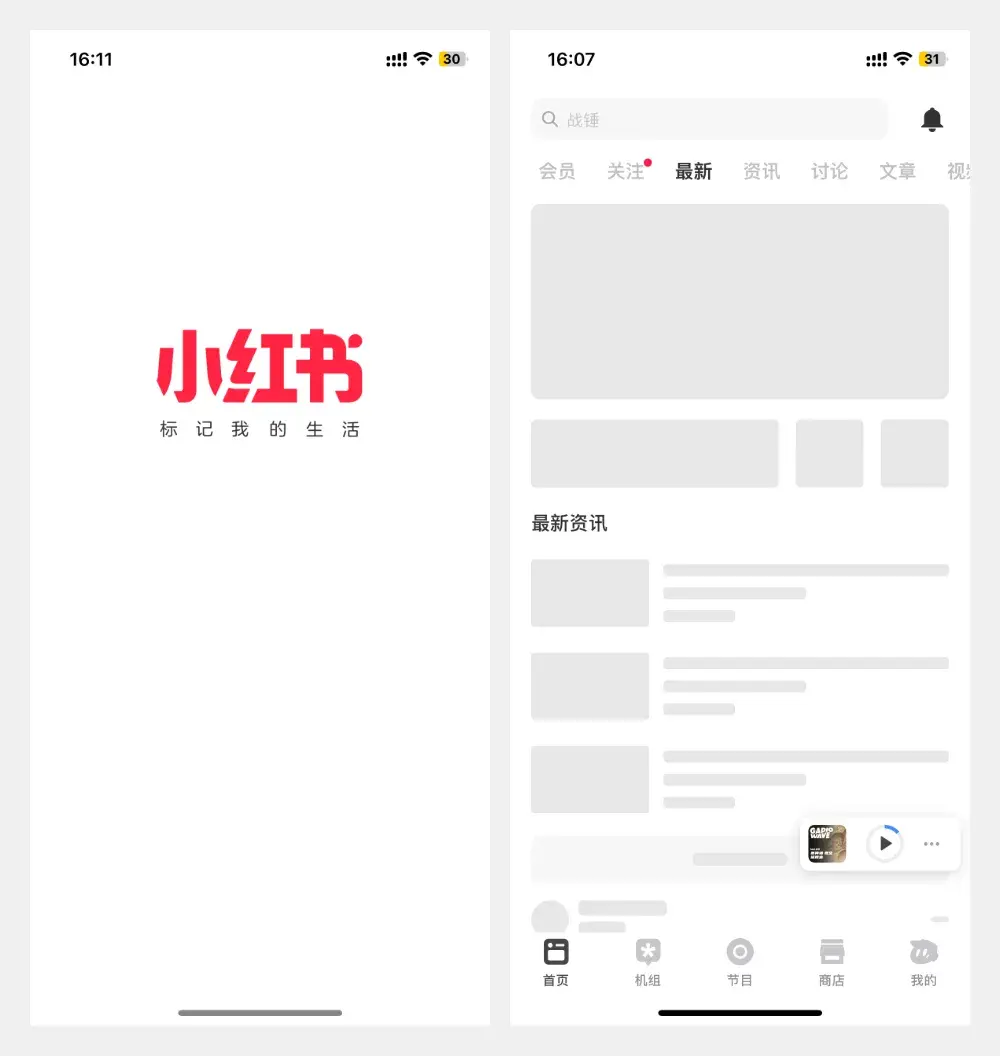 16:11
30
小红书
标记我的生活
16:07
31
战锤
会员 关注 最新 资讯 讨论 文章 视频
最新资讯
GADIO
WAVE
首页 机组 节目 商店 我的